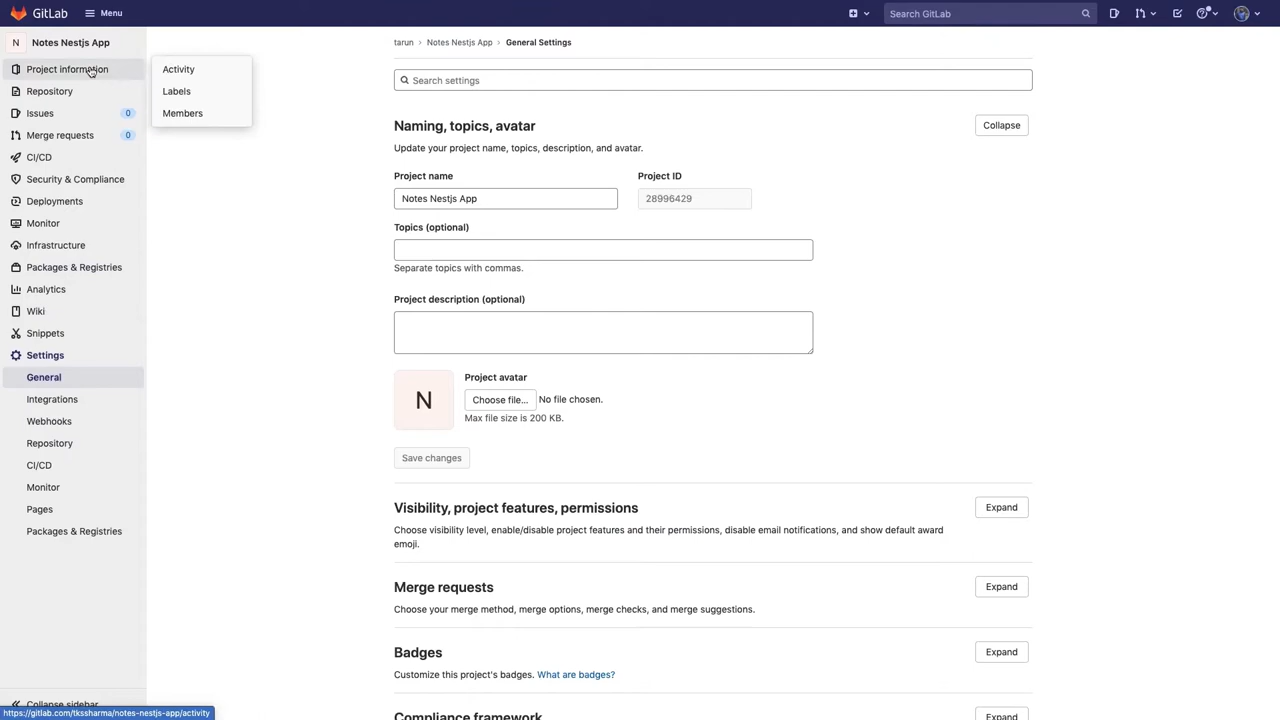 GitLab
Menu
Search GitLab
N
Notes Nestjs App
Project information
Repository
Issues
0
Merge requests
0
CI/CD
Security & Compliance
Deployments
Monitor
Infrastructure
Packages & Registries
Analytics
Wiki
Snippets
Settings
General
Integrations
Webhooks
Repository
CI/CD
Monitor
Pages
Packages & Registries
Collapse sidebar
https://gitlab.com/tkssharma/notes-nestjs-app/activity
Activity
Labels
Members
tarun › Notes Nestjs App › General Settings
Search settings
Naming, topics, avatar
Collapse
Update your project name, topics, description, and avatar.
Project name
Project ID
Notes Nestjs App
28996429
Topics (optional)
Separate topics with commas.
Project description (optional)
N
Project avatar
Choose file... No file chosen.
Max file size is 200 KB.
Save changes
Visibility, project features, permissions
Expand
Choose visibility level, enable/disable project features and their permissions, disable email notifications, and show default award
emoji.
Merge requests
Expand
Choose your merge method, merge options, merge checks, and merge suggestions.
Badges
Expand
Customize this project's badges. What are badges?
Compliance framework
Expand